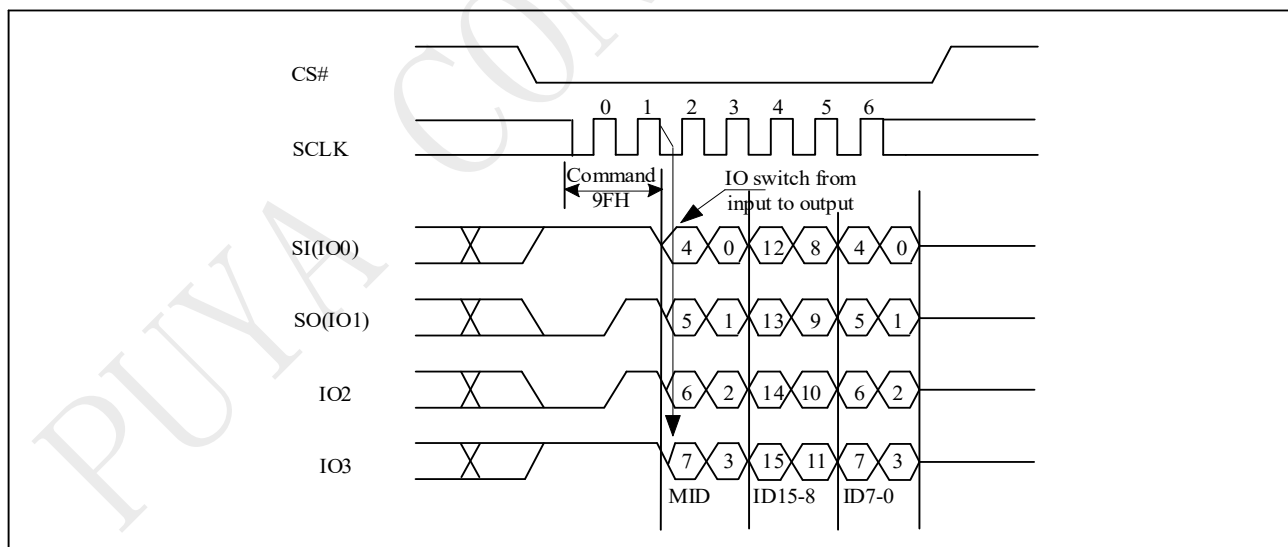 PUYA CON
CS#
0 1 2 3 4 5 6
SCLK
Command
9FH
IO switch from
input to output
SI(IO0)
4 0 12 8 4 0
SO(IO1)
5 1 13 9 5 1
IO2
6 2 14 10 6 2
IO3
7 3 15 11 7 3
MID ID15-8 ID7-0